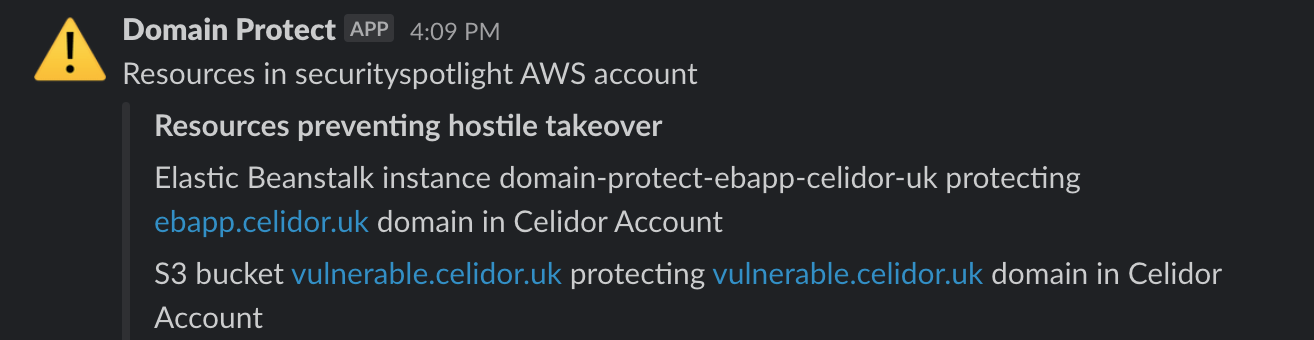 Domain Protect APP 4:09 PM
Resources in securityspotlight AWS account
Resources preventing hostile takeover
Elastic Beanstalk instance domain-protect-ebapp-celidor-uk protecting
ebapp.celidor.uk domain in Celidor Account
S3 bucket vulnerable.celidor.uk protecting vulnerable.celidor.uk domain in Celidor
Account